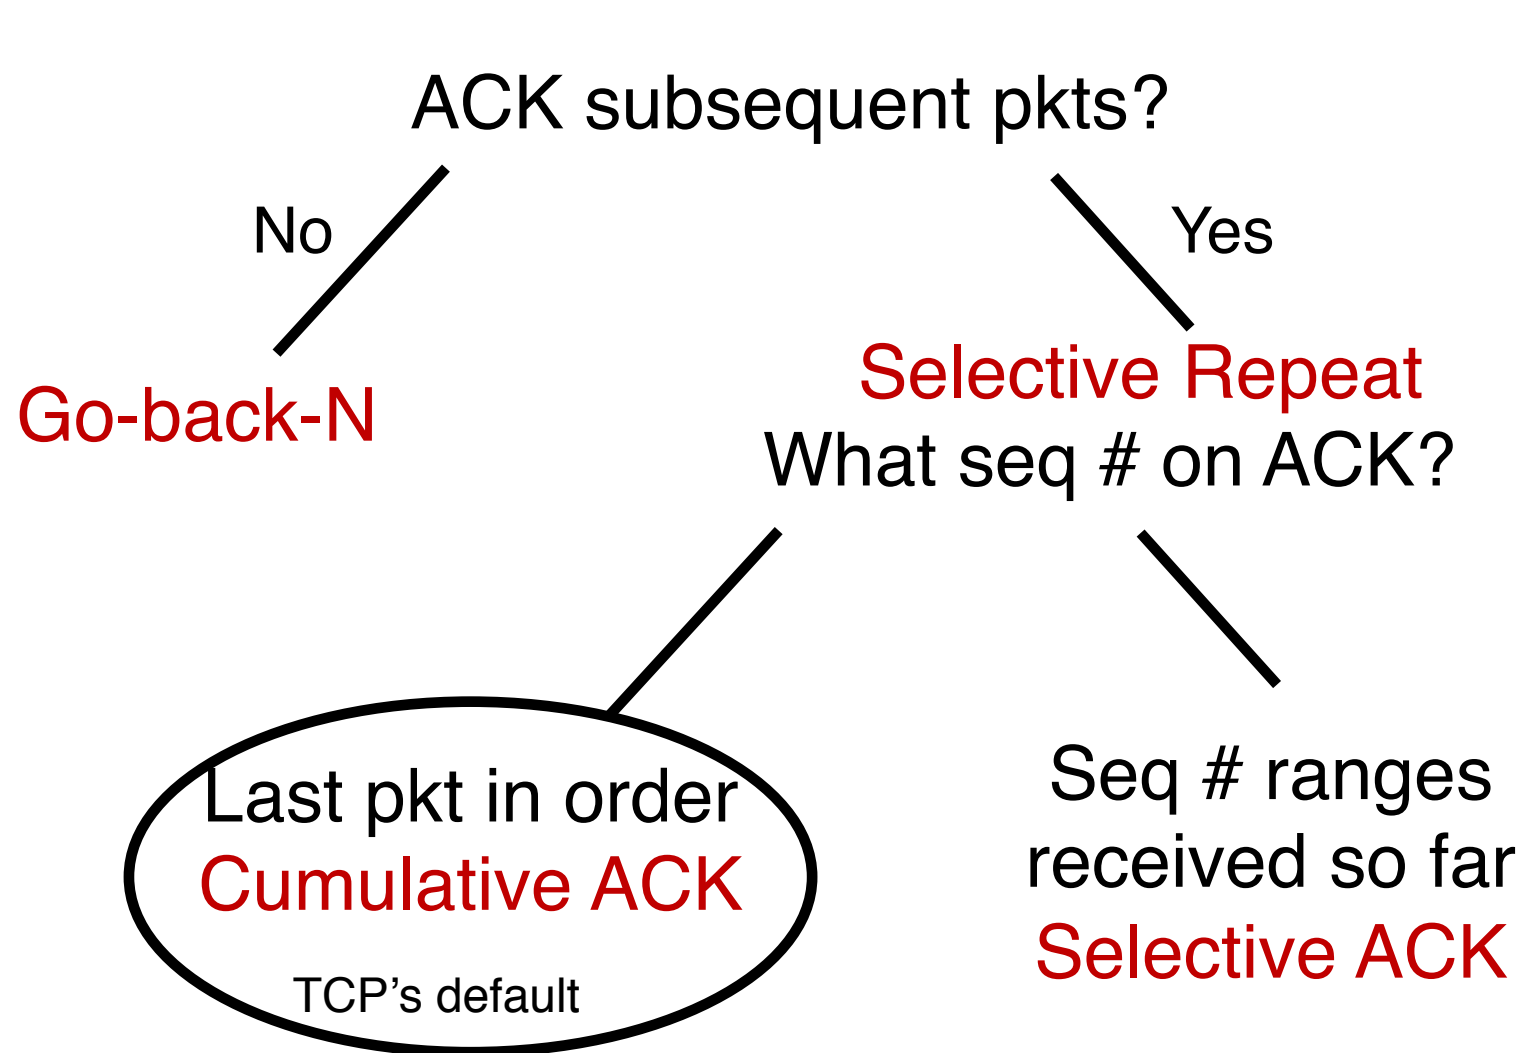 ACK subsequent pkts?
No
Yes
Go-back-N
Selective Repeat
What seq # on ACK?
Last pkt in order
Cumulative ACK
TCP’s default
Seq # ranges
received so far
Selective ACK